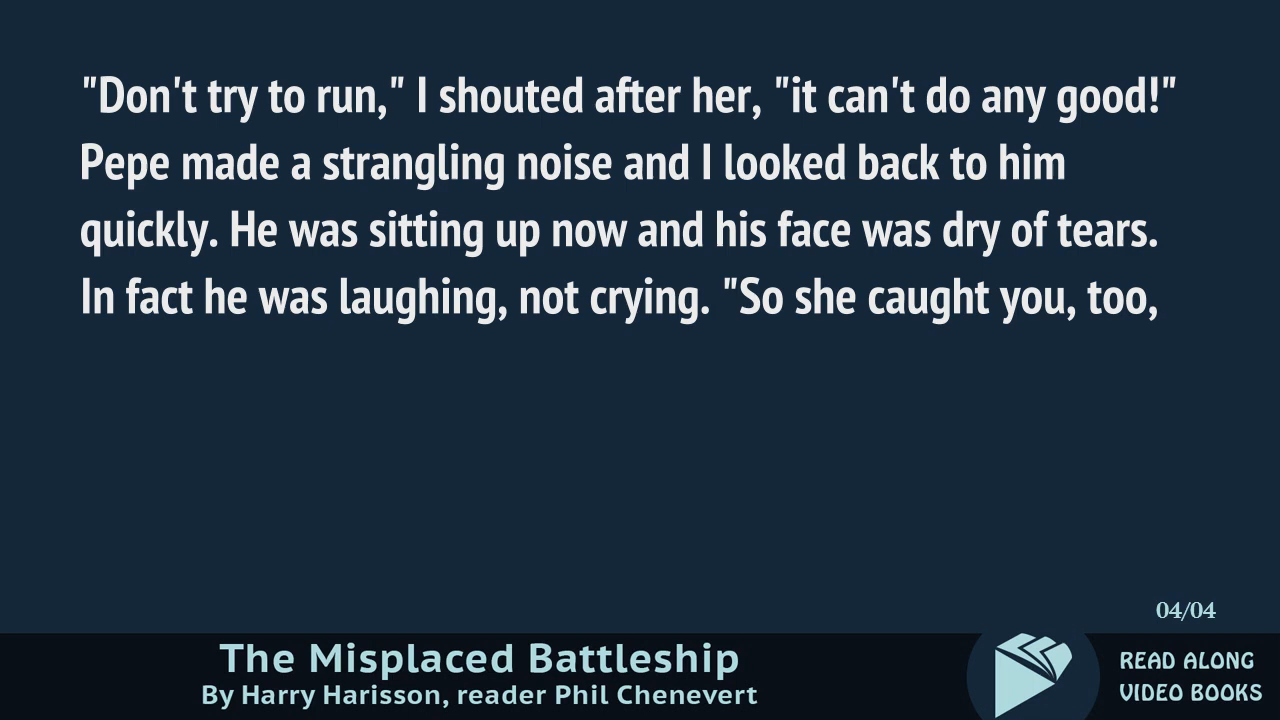 "Don't try to run," I shouted after her, "it can't do any good!"
Pepe made a strangling noise and I looked back to him
quickly. He was sitting up now and his face was dry of tears.
In fact he was laughing, not crying. "So she caught you, too,
04/04
The Misplaced Battleship
By Harry Harisson, reader Phil Chenevert
READ ALONG
VIDEO BOOKS